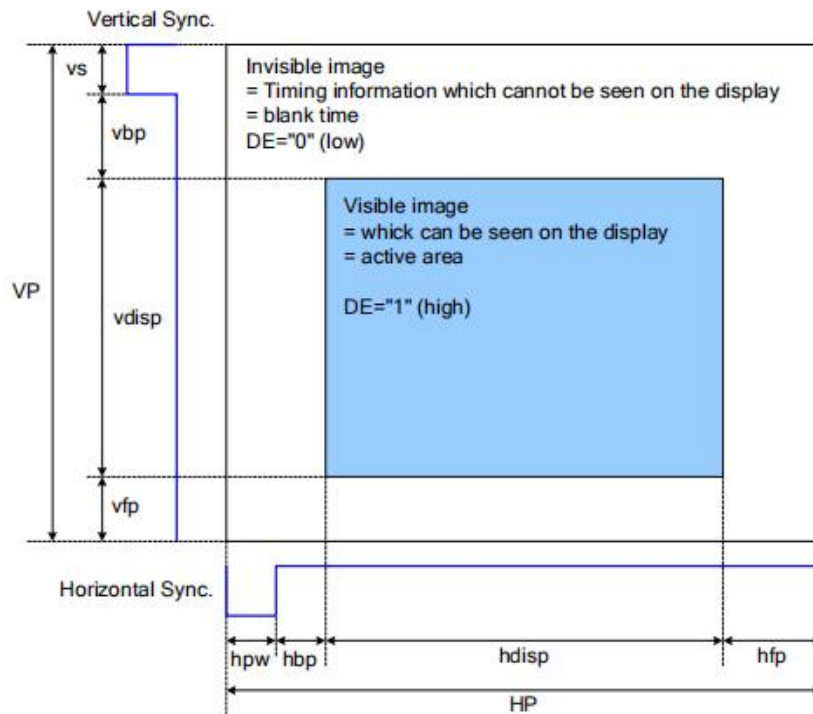 Vertical Sync.
vs
Invisible image
= Timing information which cannot be seen on the display
= blank time
DE="0" (low)
vbp
Visible image
= whick can be seen on the display
= active area
DE="1" (high)
VP
vdisp
vfp
Horizontal Sync.
hpw
hbp
hdisp
hfp
HP